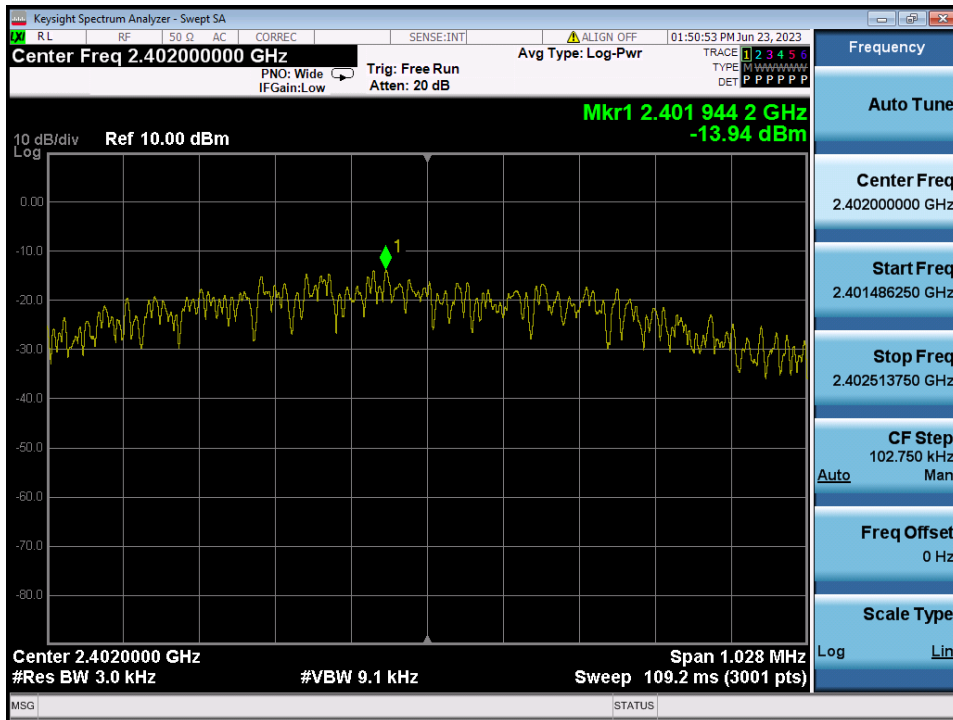 Keysight Spectrum Analyzer - Swept SA
LXI RL RF 50 Ω AC CORREC SENSE:INT ALIGN OFF 01:50:53 PM Jun 23, 2023
Center Freq 2.402000000 GHz
PNO: Wide
IFGain:Low
Trig: Free Run
Atten: 20 dB
Avg Type: Log-Pwr
TRACE 1 2 3 4 5 6
TYPE M W W W W W
DET P P P P P P
Mkr1 2.401 944 2 GHz
-13.94 dBm
10 dB/div Ref 10.00 dBm
Log
0.00
-10.0
-20.0
-30.0
-40.0
-50.0
-60.0
-70.0
-80.0
1
Center 2.4020000 GHz Span 1.028 MHz
#Res BW 3.0 kHz #VBW 9.1 kHz Sweep 109.2 ms (3001 pts)
MSG STATUS
Frequency
Auto Tune
Center Freq
2.402000000 GHz
Start Freq
2.401486250 GHz
Stop Freq
2.402513750 GHz
CF Step
102.750 kHz
Auto Man
Freq Offset
0 Hz
Scale Type
Log Lin